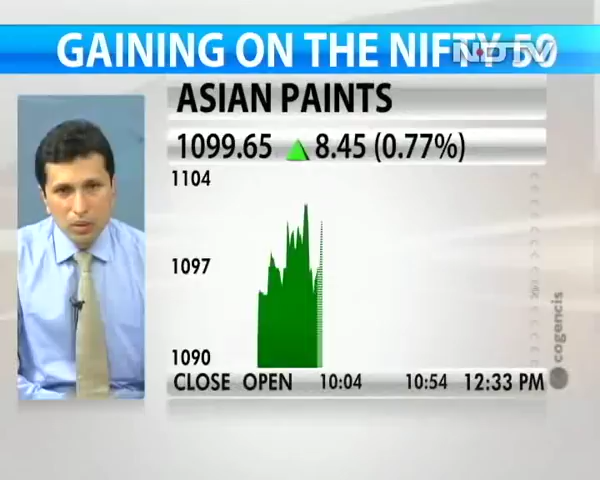 GAINING ON THE NIFTY 50
NDTV
ASIAN PAINTS
1099.65 ▲ 8.45 (0.77%)
1104
1097
1090
CLOSE OPEN 10:04 10:54 12:33 PM
cogencis